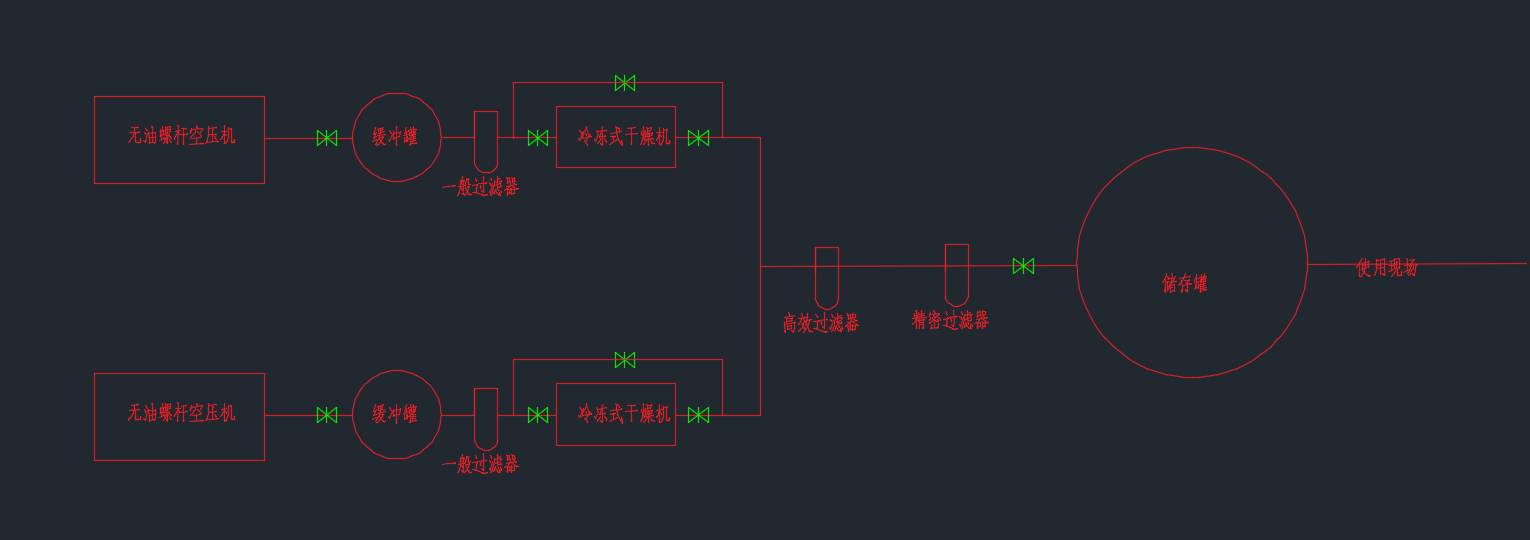 无油螺杆空压机
缓冲罐
一般过滤器
冷冻式干燥机
高效过滤器
精密过滤器
储存罐
使用现场
无油螺杆空压机
缓冲罐
一般过滤器
冷冻式干燥机